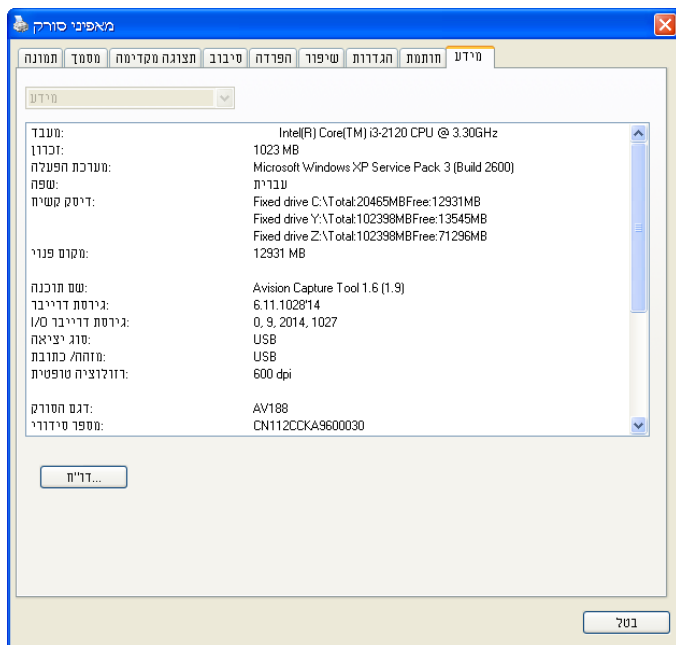 מאפיני סורק
תמונה מסמך תצוגה מקדימה סיבוב הפרדה שיפור הגדרות חותמת מידע
מידע
מעבד: Intel(R) Core(TM) i3-2120 CPU @ 3.30GHz
זכרון: 1023 MB
מערכת הפעלה: Microsoft Windows XP Service Pack 3 (Build 2600)
שפה: עברית
דיסק קשיח: Fixed drive C:\Total:20465MBFree:12931MB
Fixed drive Y:\Total:102398MBFree:13545MB
Fixed drive Z:\Total:102398MBFree:71296MB
מקום פנוי: 12931 MB
שם תוכנה: Avision Capture Tool 1.6 (1.9)
גירסת דרייבר: 6.11.1028'14
גירסת דרייבר I/O: 0, 9, 2014, 1027
סוג יציאה: USB
מזהה/ כתובת: USB
רזולוציה טופטית: 600 dpi
דגם הסורק: AV188
מספר סידורי: CN112CCKA9600030
דו"ח...
בטל